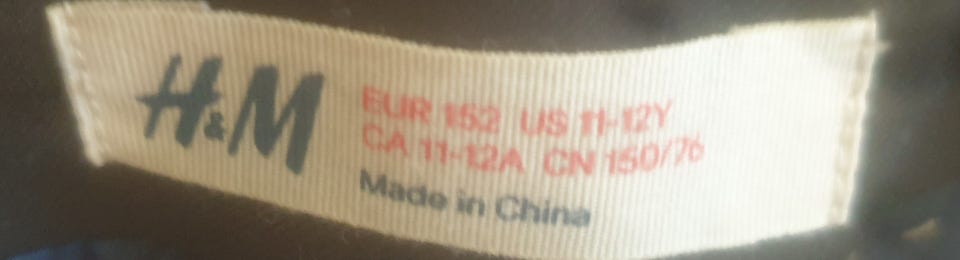 H&M
EUR 152 US 11-12Y
CA 11-12A CN 150/76
Made in China